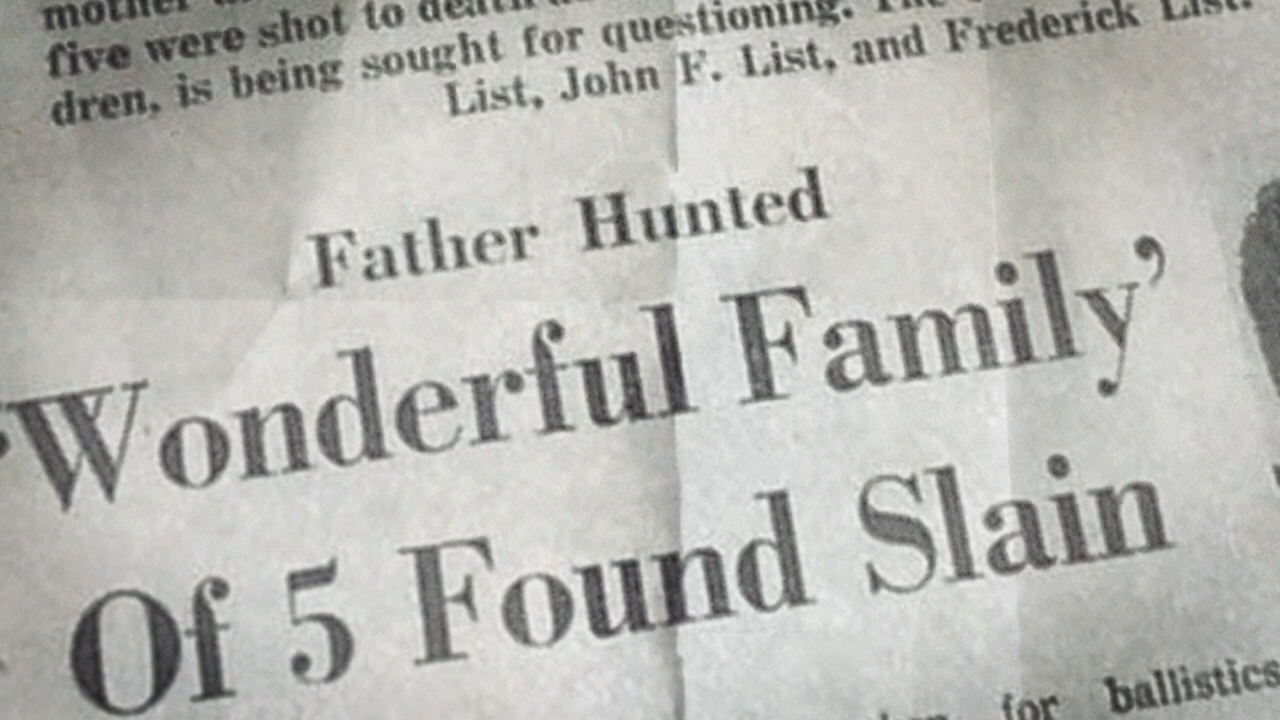 mother
five were shot to death
dren, is being sought for questioning.
List, John F. List, and Frederick List.
Father Hunted
'Wonderful Family'
Of 5 Found Slain
for ballistics